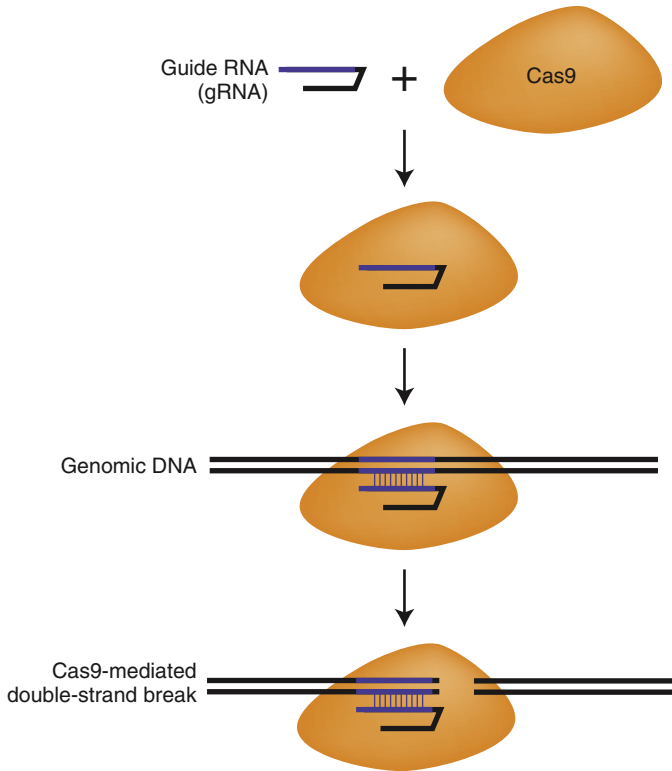 Guide RNA
(gRNA)
+
Cas9
Genomic DNA
Cas9-mediated
double-strand break